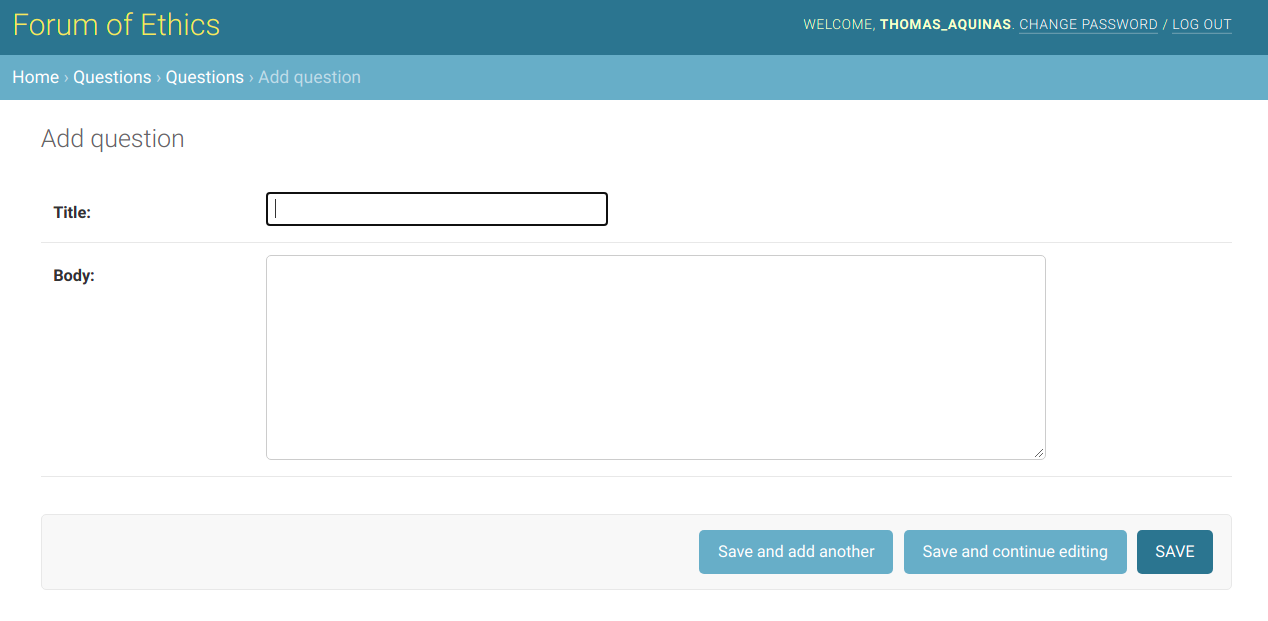 Forum of Ethics
WELCOME, THOMAS_AQUINAS. CHANGE PASSWORD / LOG OUT
Home › Questions › Questions › Add question
Add question
Title:
Body:
Save and add another
Save and continue editing
SAVE